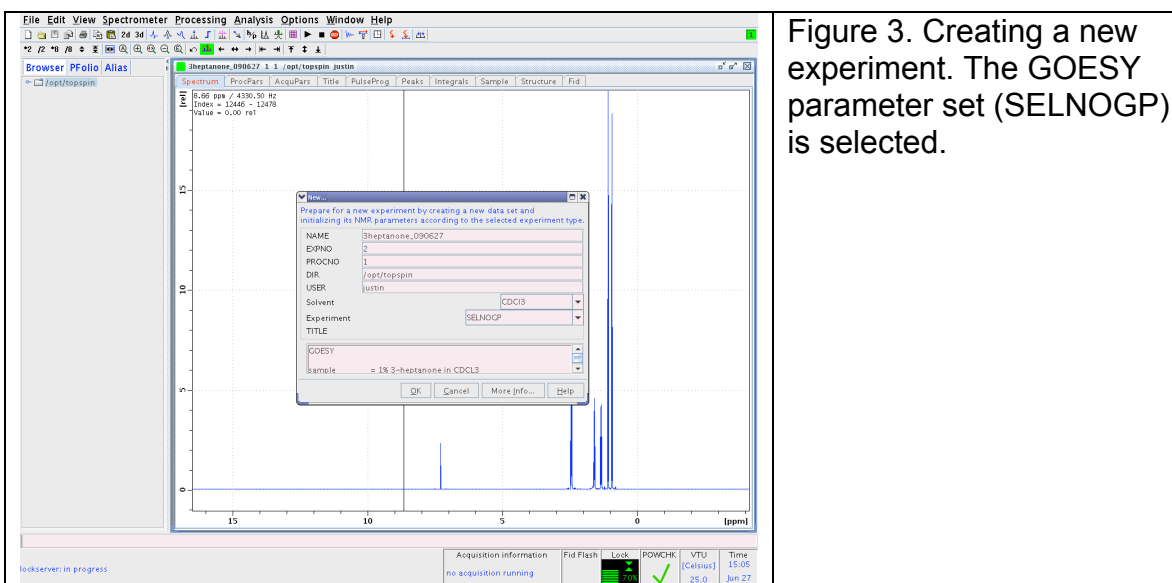 File Edit View Spectrometer Processing Analysis Options Window Help
2d 3d
*2 /2 *8 /8
Browser PFolio Alias
/opt/topspin
3heptanone_090627 1 1 /opt/topspin justin
Spectrum ProcPars AcquPars Title PulseProg Peaks Integrals Sample Structure Fid
[rel]
8.66 ppm / 4330.50 Hz
Index = 12446 - 12478
Value = 0.00 rel
15
10
5
0
New...
Prepare for a new experiment by creating a new data set and
initializing its NMR parameters according to the selected experiment type.
NAME 3heptanone_090627
EXPNO 2
PROCNO 1
DIR /opt/topspin
USER justin
Solvent CDCl3
Experiment SELNOGP
TITLE
GOESY
sample = 1% 3-heptanone in CDCL3
OK Cancel More Info... Help
15 10 5 0 [ppm]
Acquisition information Fid Flash Lock POWCHK VTU Time
lockserver: in progress
no acquisition running
70%
[Celsius] 15:05
25.0 Jun 27
Figure 3. Creating a new
experiment. The GOESY
parameter set (SELNOGP)
is selected.